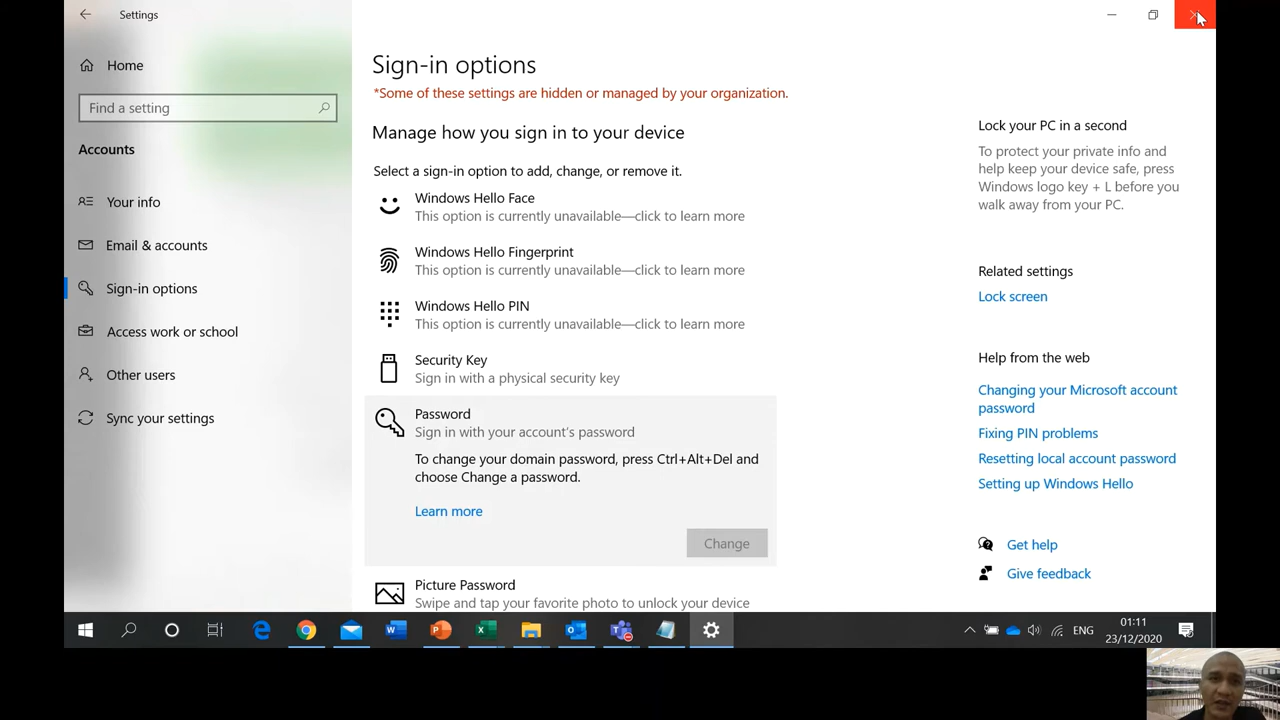 Settings
Home
Find a setting
Accounts
Your info
Email & accounts
Sign-in options
Access work or school
Other users
Sync your settings
Sign-in options
*Some of these settings are hidden or managed by your organization.
Manage how you sign in to your device
Select a sign-in option to add, change, or remove it.
Windows Hello Face
This option is currently unavailable—click to learn more
Windows Hello Fingerprint
This option is currently unavailable—click to learn more
Windows Hello PIN
This option is currently unavailable—click to learn more
Security Key
Sign in with a physical security key
Password
Sign in with your account's password
To change your domain password, press Ctrl+Alt+Del and
choose Change a password.
Learn more
Change
Picture Password
Swipe and tap your favorite photo to unlock your device
Lock your PC in a second
To protect your private info and
help keep your device safe, press
Windows logo key + L before you
walk away from your PC.
Related settings
Lock screen
Help from the web
Changing your Microsoft account
password
Fixing PIN problems
Resetting local account password
Setting up Windows Hello
Get help
Give feedback
ENG
01:11
23/12/2020